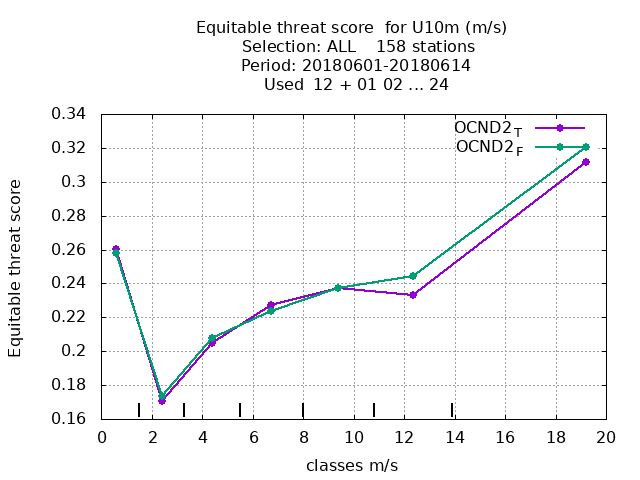 Equitable threat score  for U10m (m/s)
Selection: ALL    158 stations
Period: 20180601-20180614
Used  12 + 01 02 ... 24
OCND2_T
OCND2_F
Equitable threat score
0.34
0.32
0.3
0.28
0.26
0.24
0.22
0.2
0.18
0.16
0 2 4 6 8 10 12 14 16 18 20
classes m/s